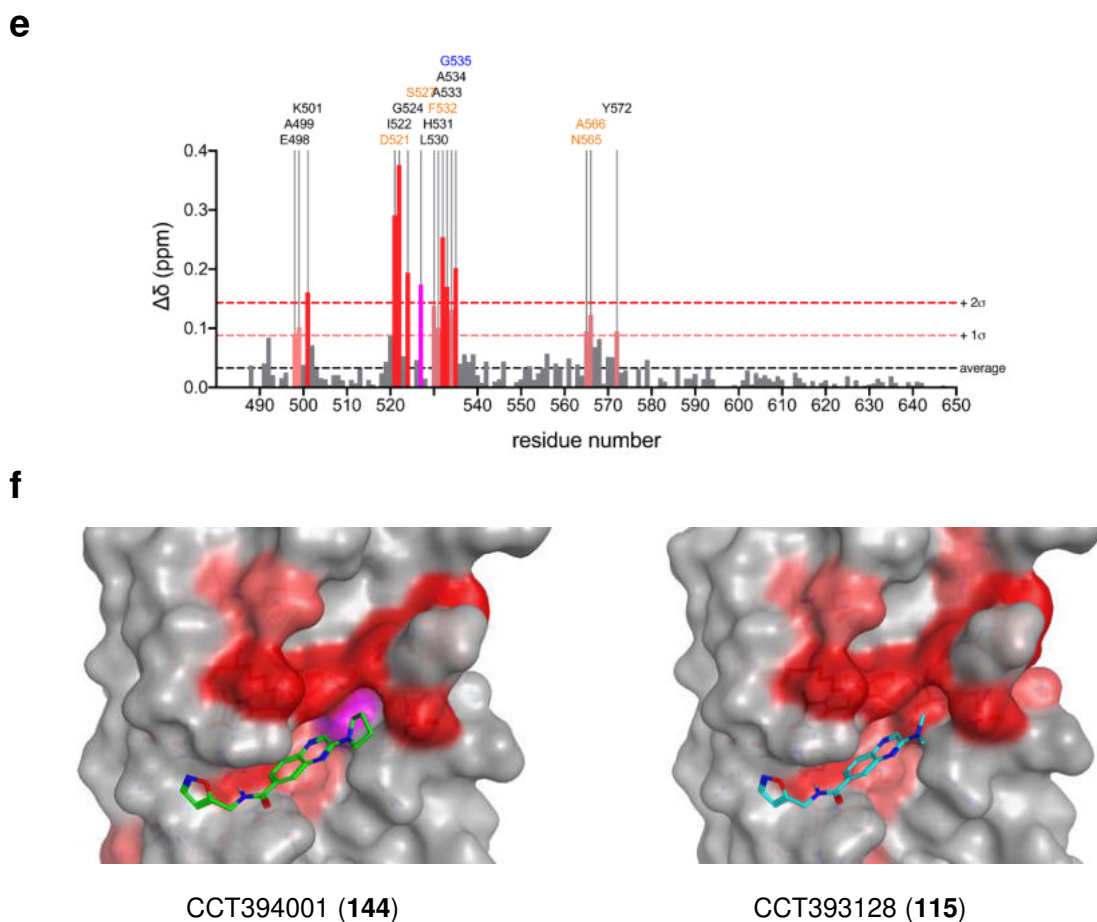 e
G535
A534
S527 A533
K501 G524 F532 Y572
A499 I522 H531 A566
E498 D521 L530 N565
0.4
0.3
0.2
0.1
0.0
Δδ (ppm)
+ 2σ
+ 1σ
average
490 500 510 520 540 550 560 570 580 590 600 610 620 630 640 650
residue number
f
CCT394001 (144) CCT393128 (115)